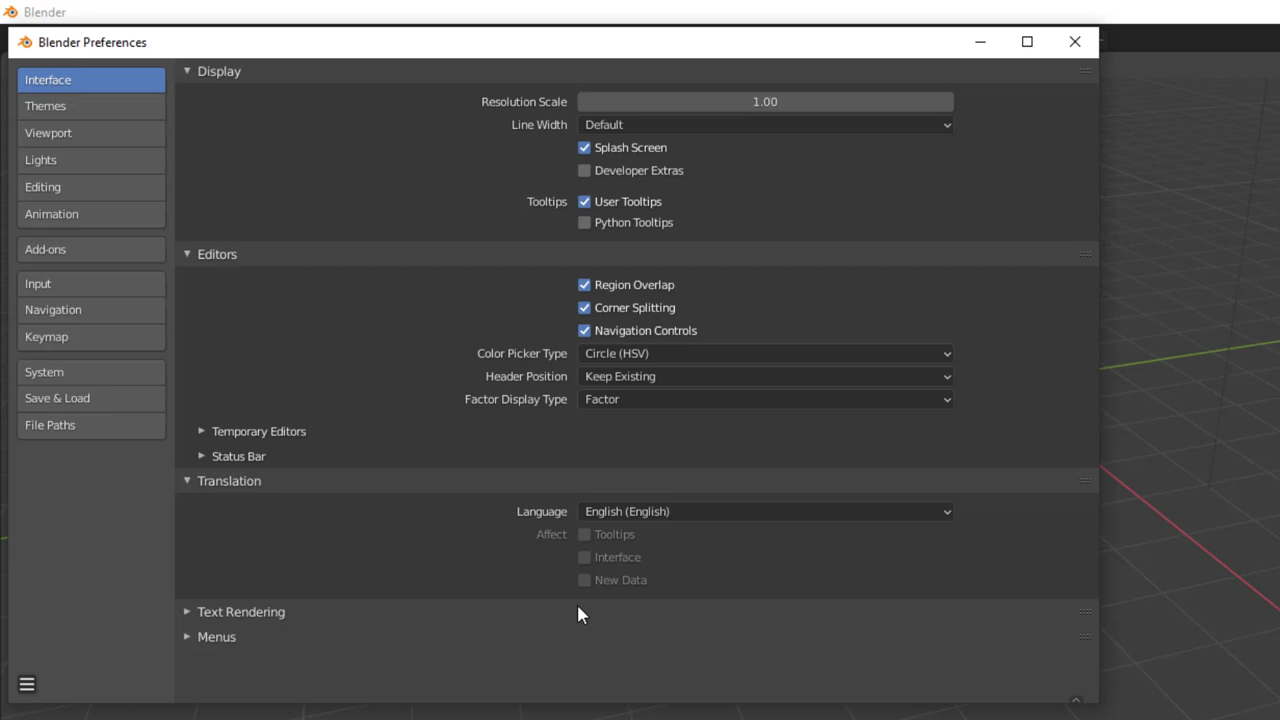 Blender
Blender Preferences
Interface
Themes
Viewport
Lights
Editing
Animation
Add-ons
Input
Navigation
Keymap
System
Save & Load
File Paths
Display
Resolution Scale 1.00
Line Width Default
Splash Screen
Developer Extras
Tooltips User Tooltips
Python Tooltips
Editors
Region Overlap
Corner Splitting
Navigation Controls
Color Picker Type Circle (HSV)
Header Position Keep Existing
Factor Display Type Factor
Temporary Editors
Status Bar
Translation
Language English (English)
Affect Tooltips
Interface
New Data
Text Rendering
Menus